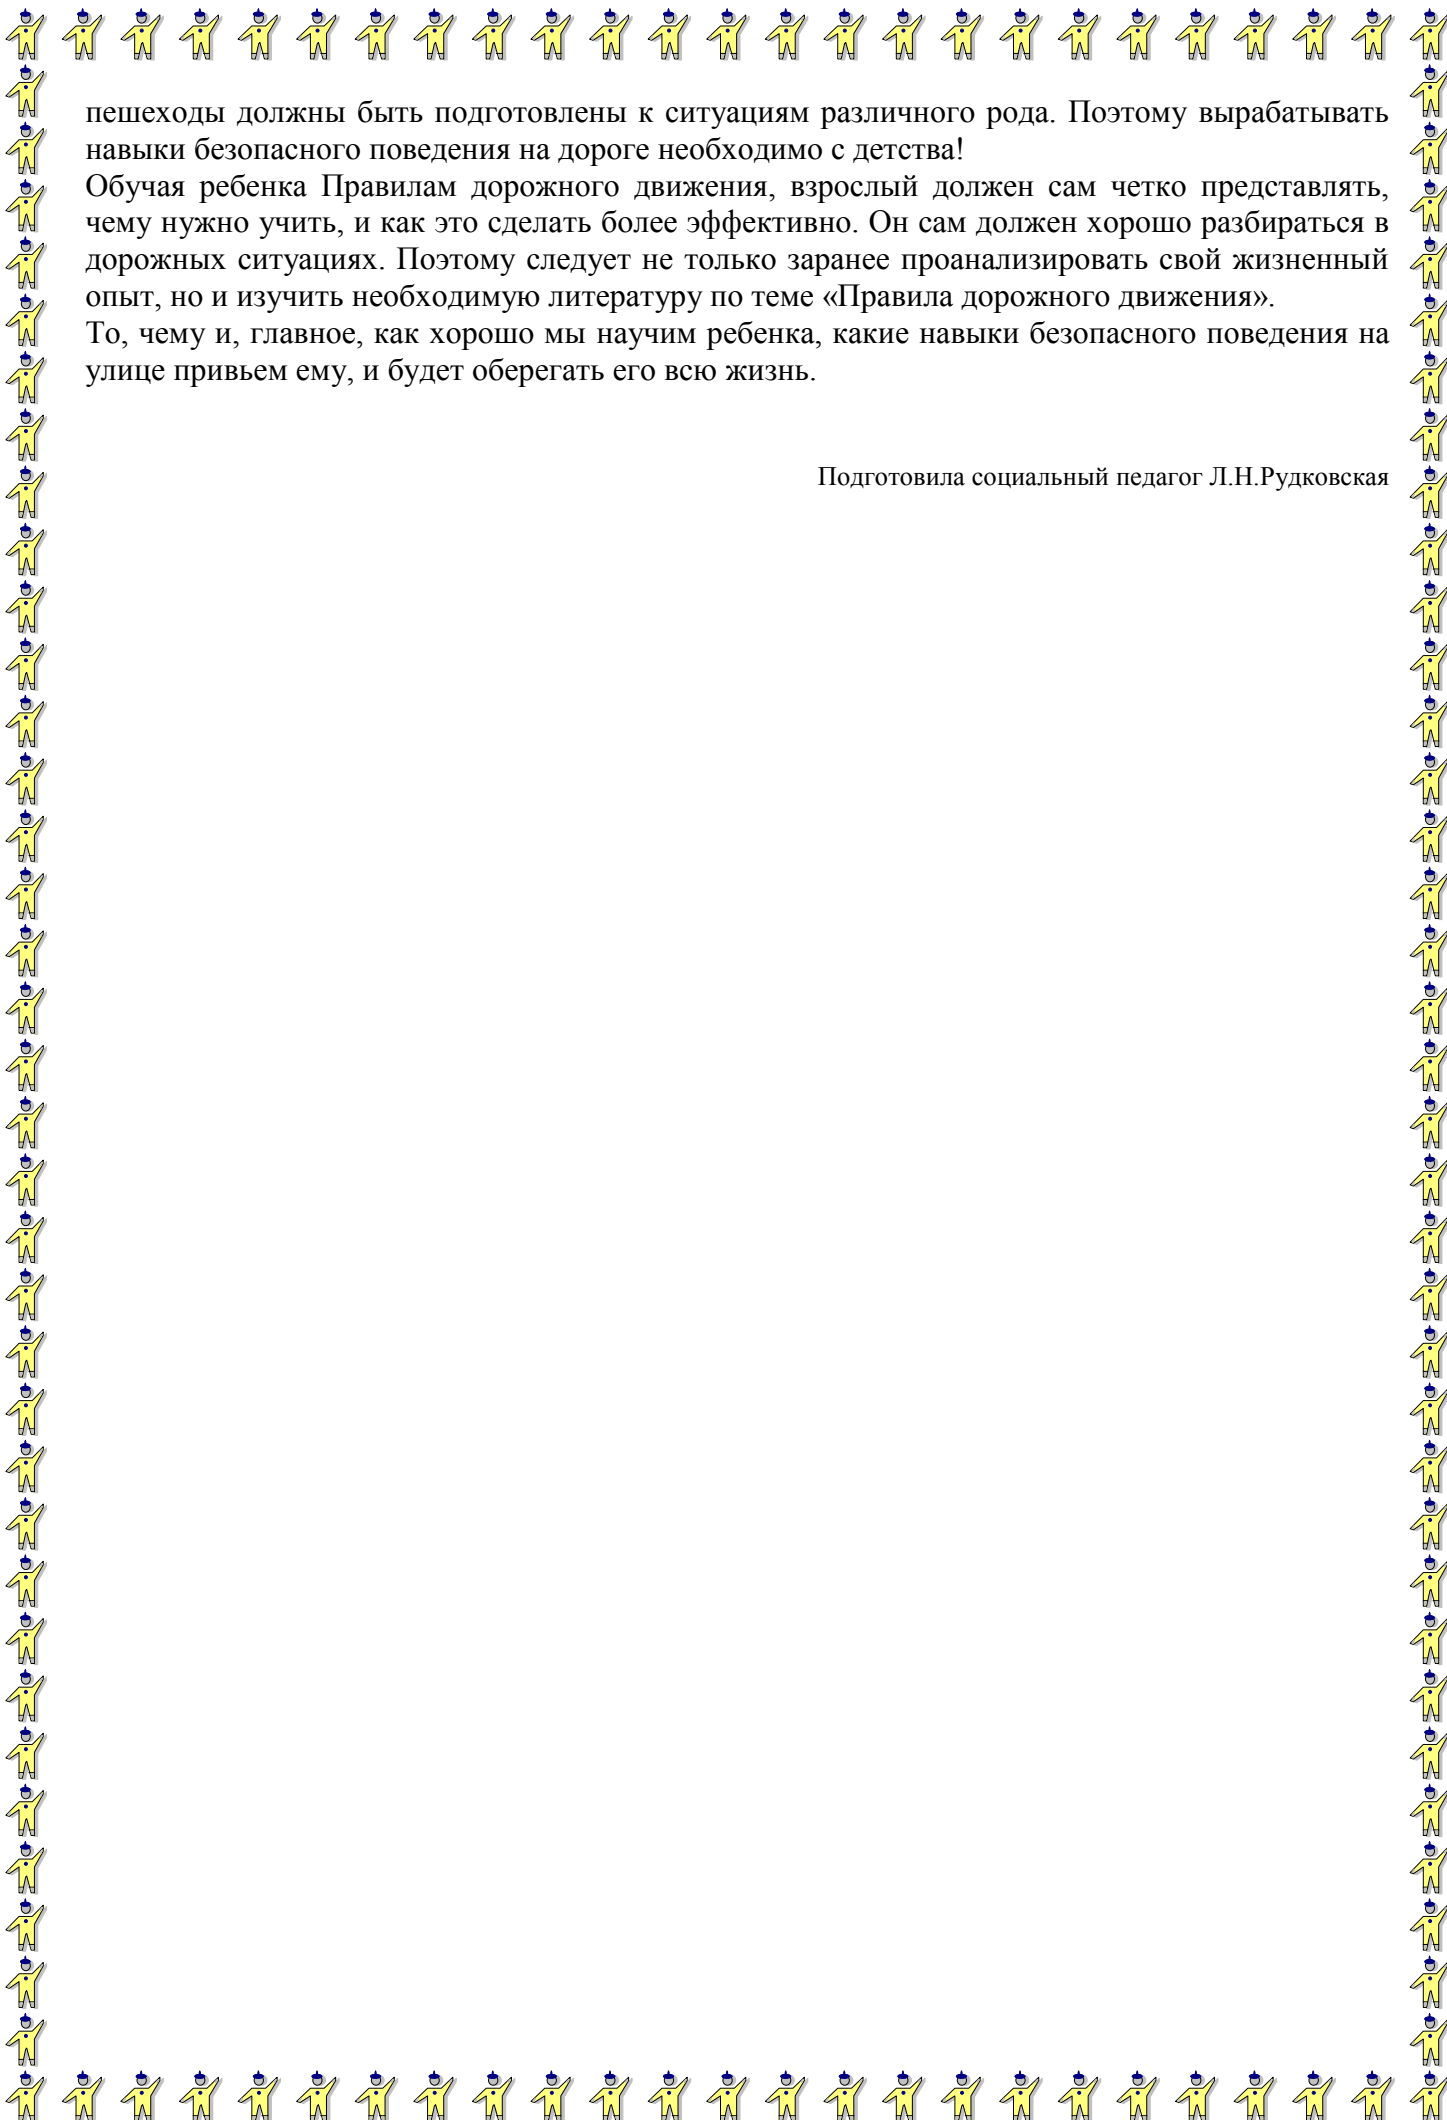 пешеходы должны быть подготовлены к ситуациям различного рода. Поэтому вырабатывать
навыки безопасного поведения на дороге необходимо с детства!
Обучая ребенка Правилам дорожного движения, взрослый должен сам четко представлять,
чему нужно учить, и как это сделать более эффективно. Он сам должен хорошо разбираться в
дорожных ситуациях. Поэтому следует не только заранее проанализировать свой жизненный
опыт, но и изучить необходимую литературу по теме «Правила дорожного движения».
То, чему и, главное, как хорошо мы научим ребенка, какие навыки безопасного поведения на
улице привьем ему, и будет оберегать его всю жизнь.
Подготовила социальный педагог Л.Н.Рудковская